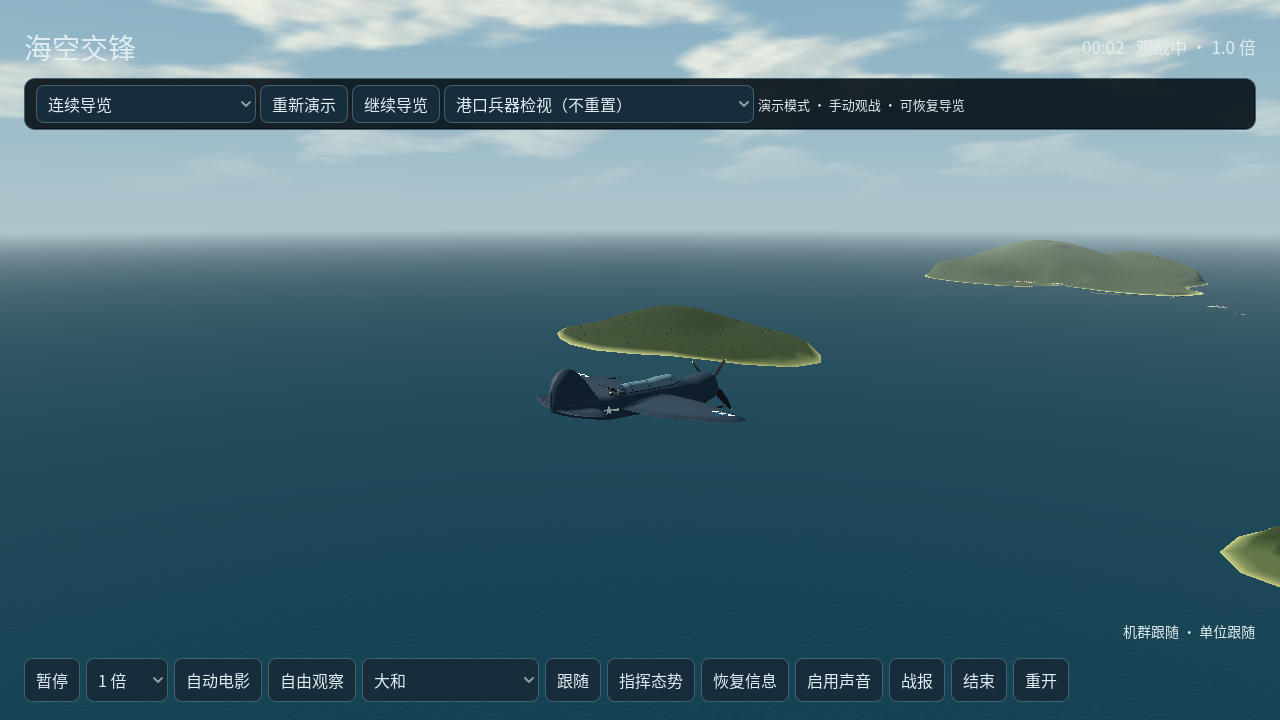 海空交锋
00:02 观战中 · 1.0 倍
连续导览 重新演示 继续导览 港口兵器检视（不重置） 演示模式 · 手动观战 · 可恢复导览
机群跟随 · 单位跟随
暂停 1 倍 自动电影 自由观察 大和 跟随 指挥态势 恢复信息 启用声音 战报 结束 重开